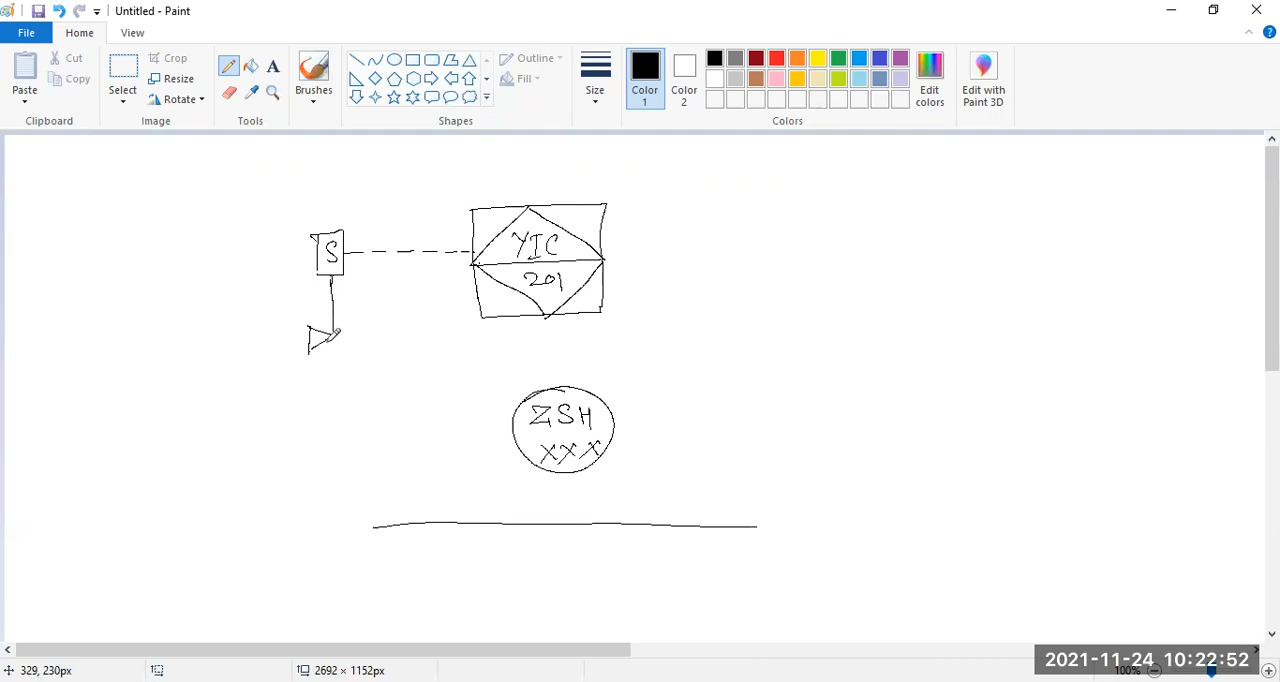 Untitled - Paint
File
Home
View
Paste
Cut
Copy
Clipboard
Select
Crop
Resize
Rotate
Image
A
Tools
Brushes
Outline
Fill
Shapes
Size
Color
1
Color
2
Edit
colors
Edit with
Paint 3D
Colors
S
YIC
201
ZSH
XXX
329, 230px
2692 × 1152px
100%
2021-11-24 10:22:52